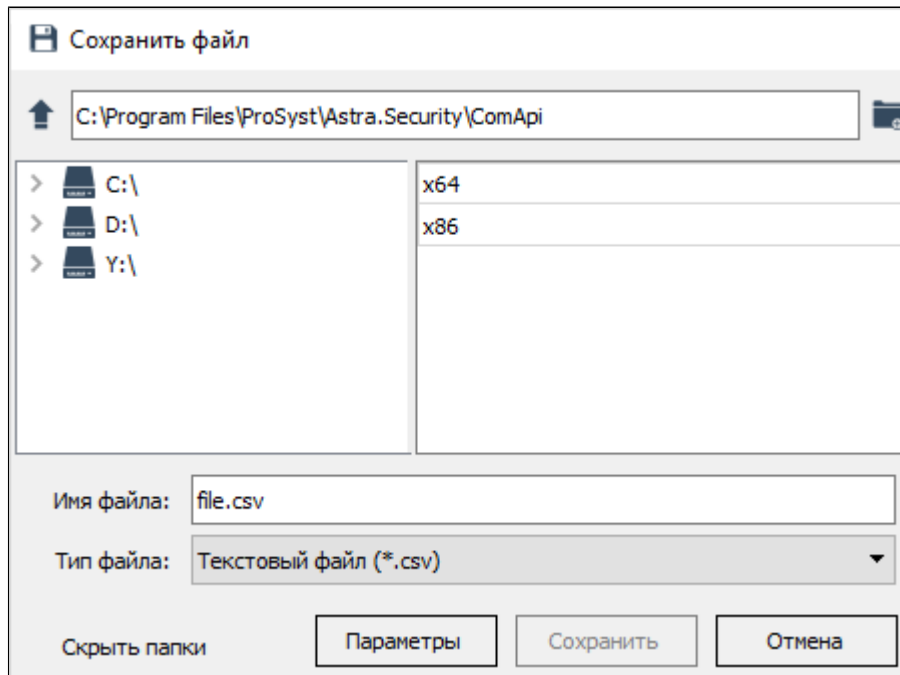 Сохранить файл
C:\Program Files\ProSyst\Astra.Security\ComApi
C:\
D:\
Y:\
x64
x86
Имя файла: file.csv
Тип файла: Текстовый файл (*.csv)
Скрыть папки Параметры Сохранить Отмена